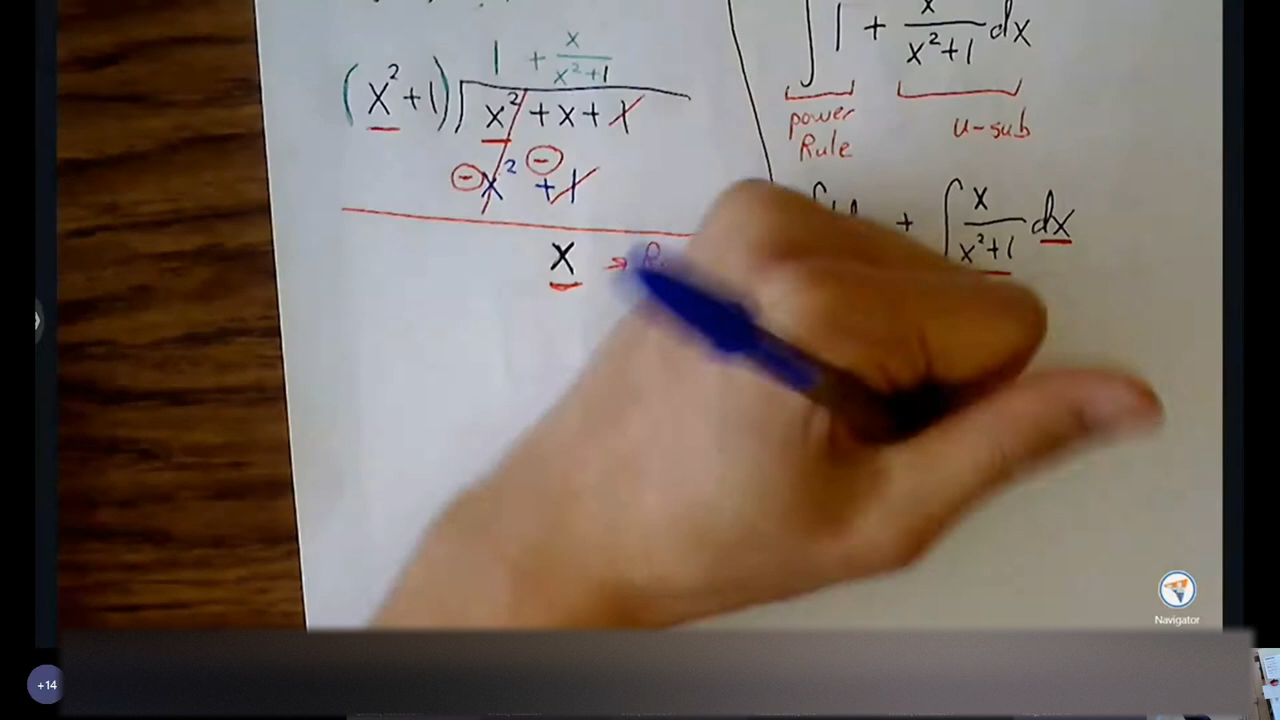 1 + x/(x²+1)
(x²+1) x² + x + 1
⊖x² ⊖ + 1
x →
∫ 1 + x/(x²+1) dx
power Rule
u-sub
+ ∫ x/(x²+1) dx
Navigator
+14